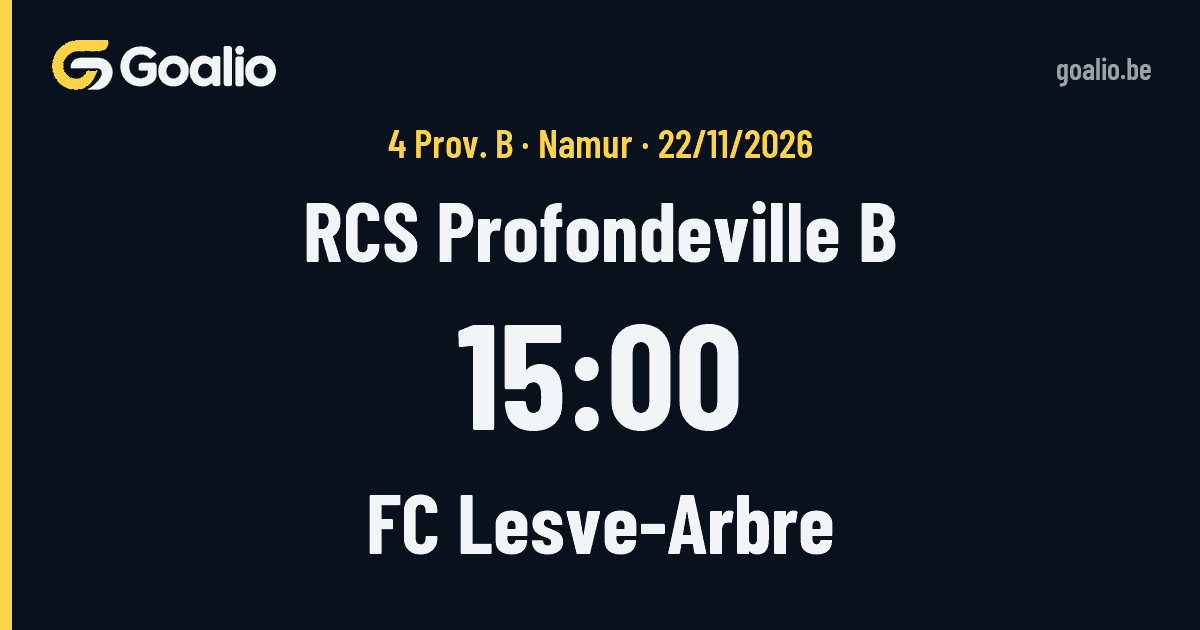 Goalio
goalio.be
4 Prov. B · Namur · 22/11/2026
RCS Profondeville B
15:00
FC Lesve-Arbre